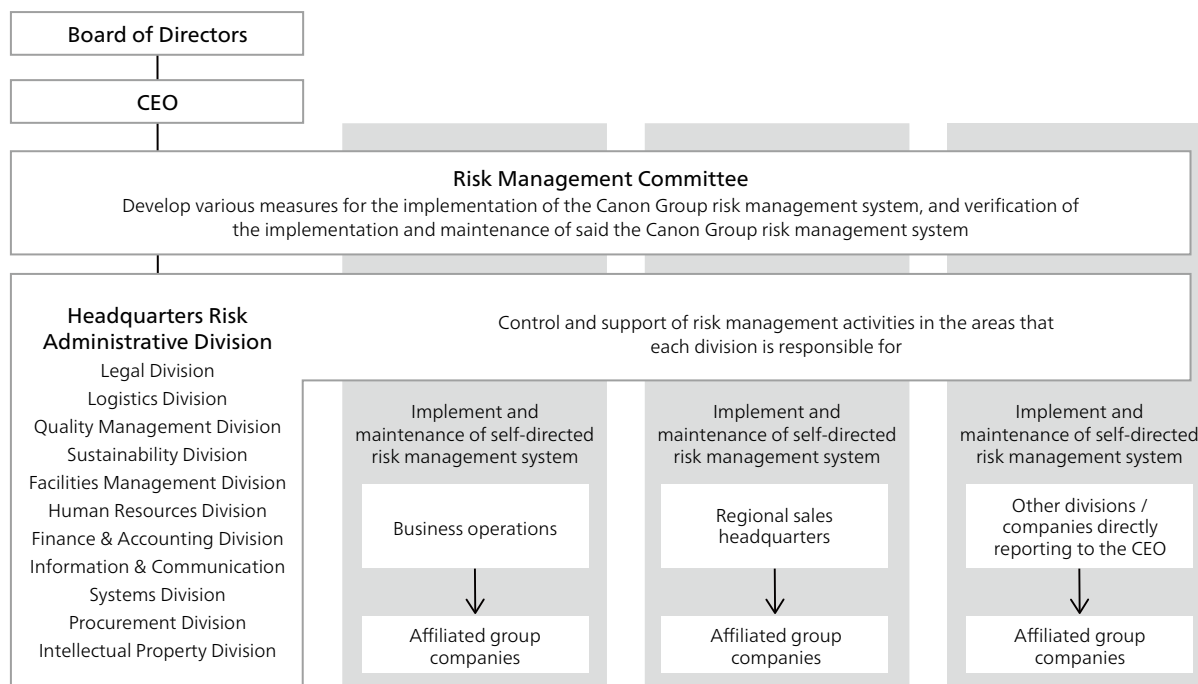 Board of Directors
CEO
Risk Management Committee
Develop various measures for the implementation of the Canon Group risk management system, and verification of
the implementation and maintenance of said the Canon Group risk management system
Headquarters Risk
Administrative Division
Legal Division
Logistics Division
Quality Management Division
Sustainability Division
Facilities Management Division
Human Resources Division
Finance & Accounting Division
Information & Communication
Systems Division
Procurement Division
Intellectual Property Division
Control and support of risk management activities in the areas that
each division is responsible for
Implement and
maintenance of self-directed
risk management system
Business operations
Affiliated group
companies
Implement and
maintenance of self-directed
risk management system
Regional sales
headquarters
Affiliated group
companies
Implement and
maintenance of self-directed
risk management system
Other divisions /
companies directly
reporting to the CEO
Affiliated group
companies